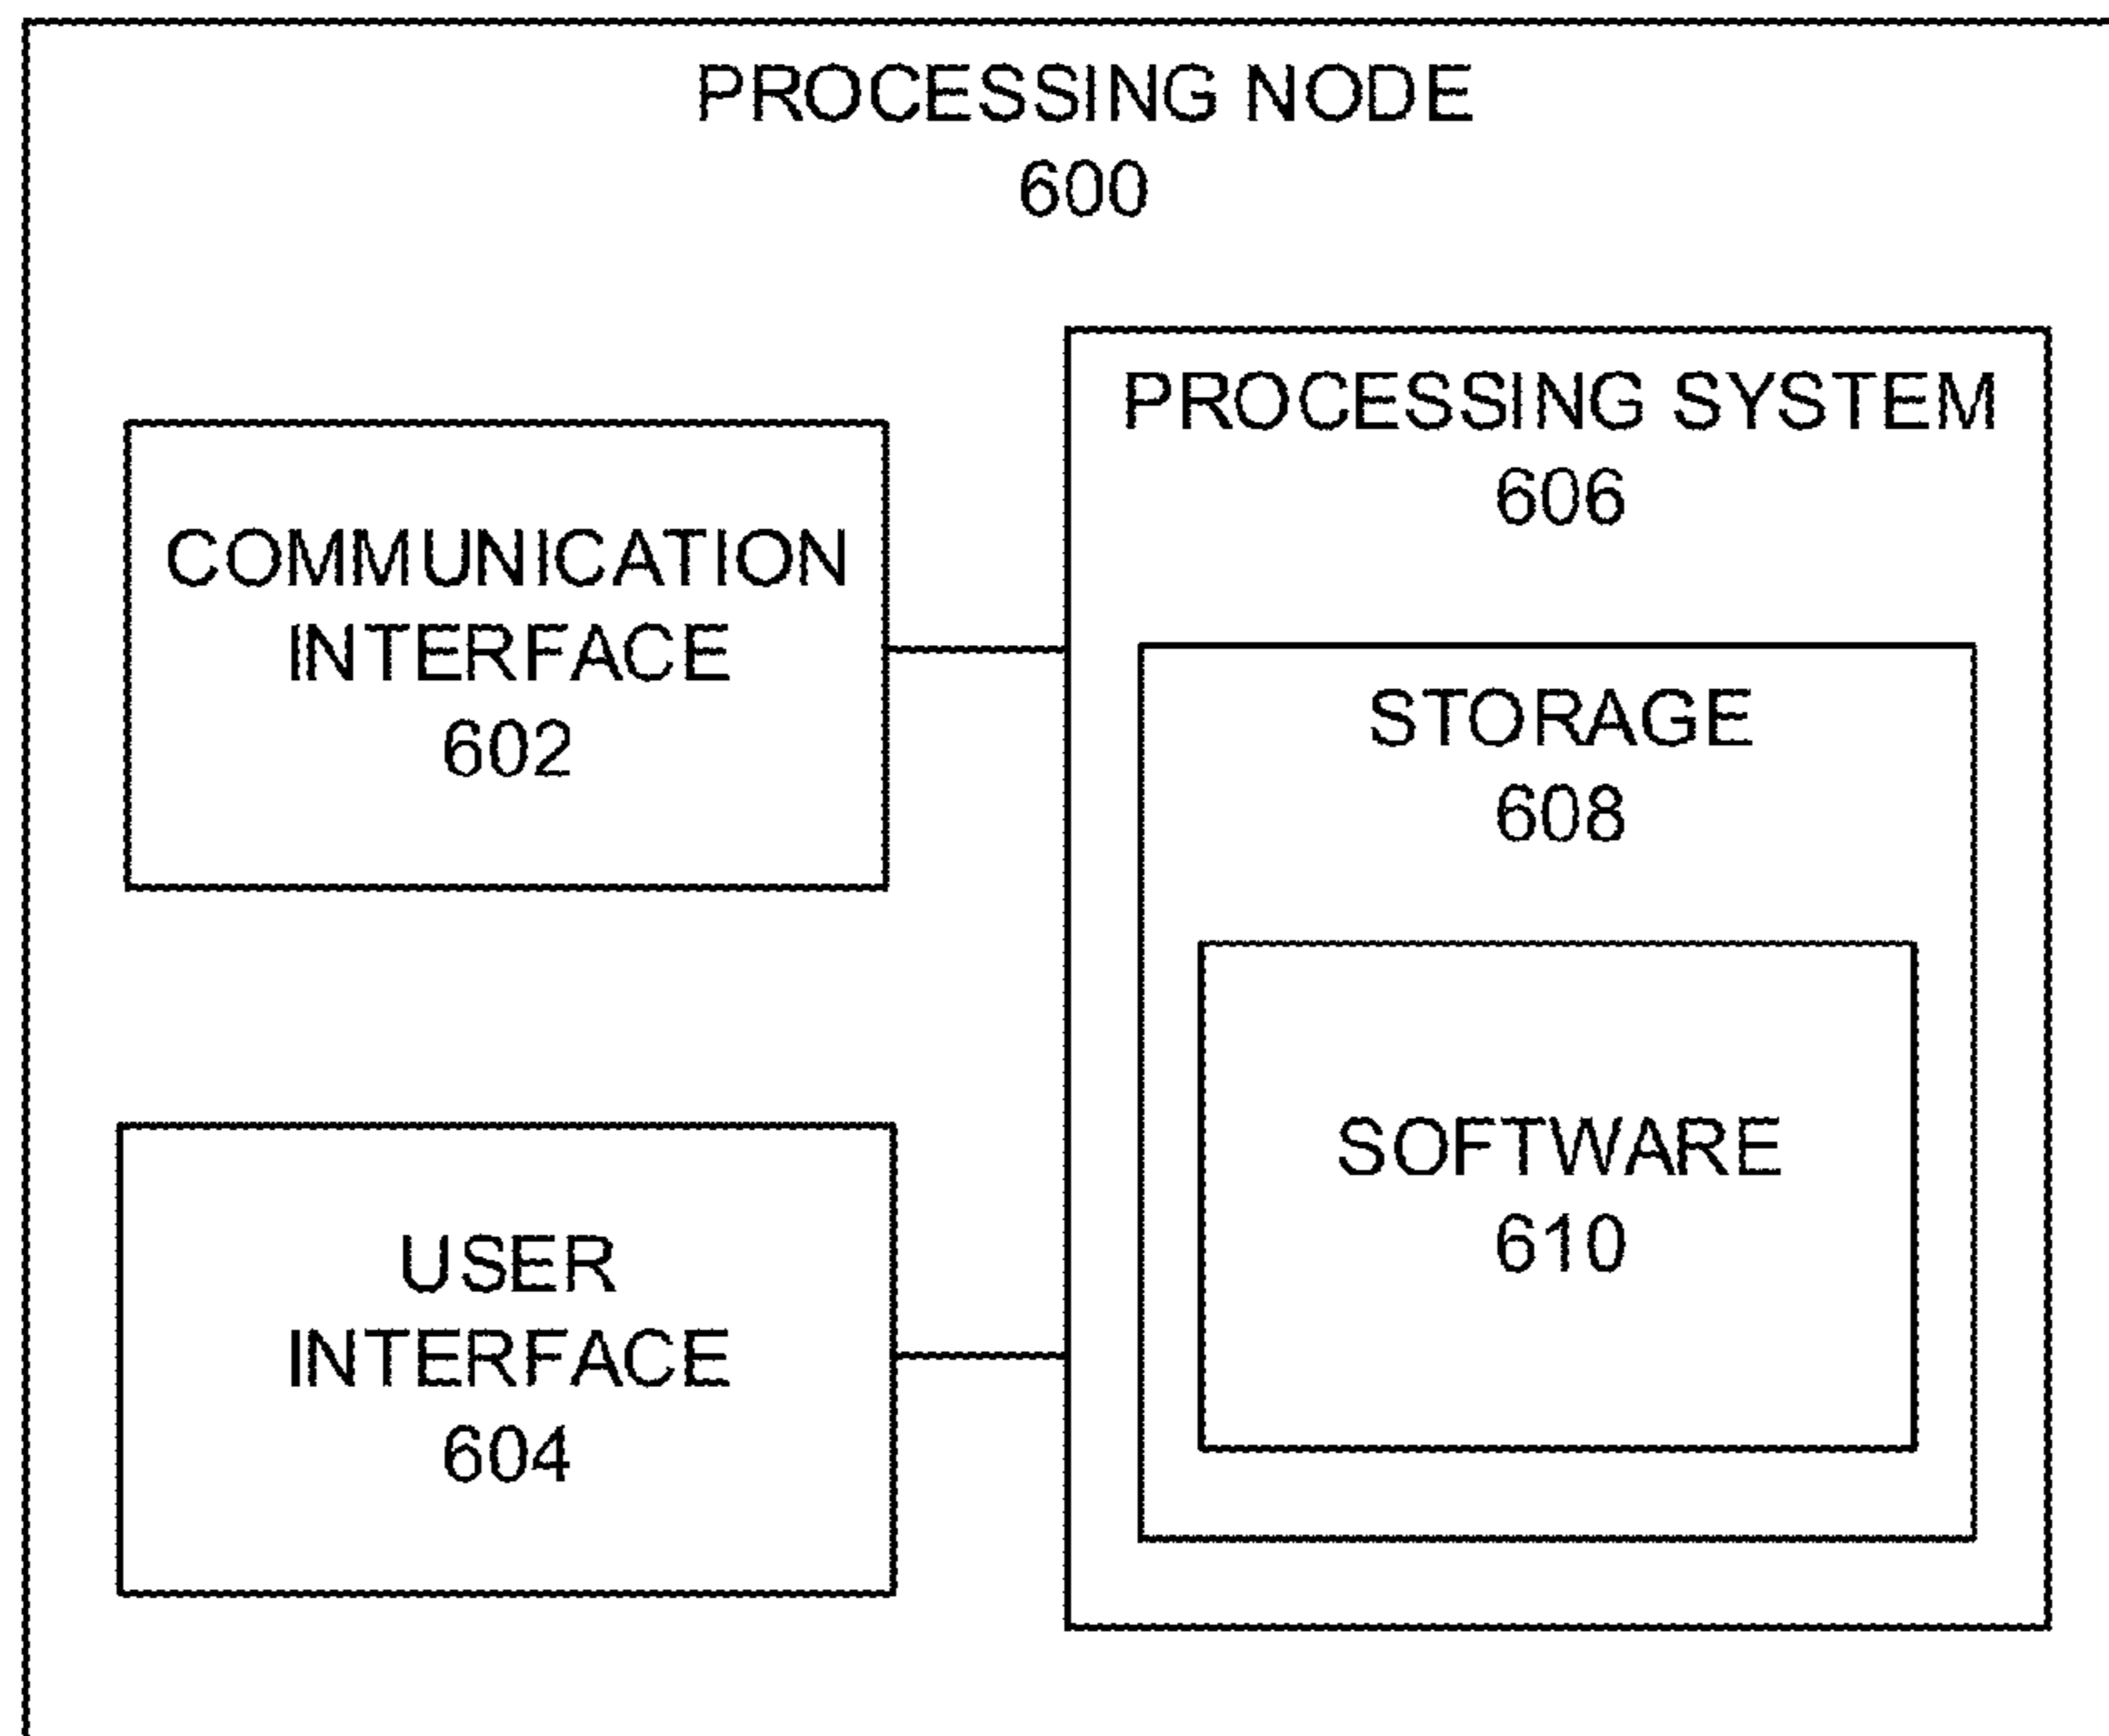 PROCESSING NODE
600
PROCESSING SYSTEM
606
COMMUNICATION
INTERFACE
602
STORAGE
608
SOFTWARE
610
USER
INTERFACE
604